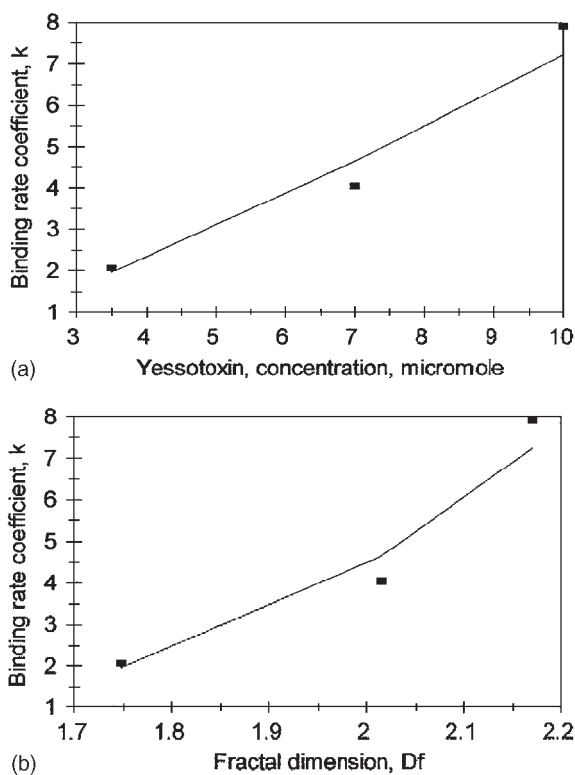 8
7
6
5
4
3
2
1
Binding rate coefficient, k
3 4 5 6 7 8 9 10
(a) Yessotoxin, concentration, micromole
8
7
6
5
4
3
2
1
Binding rate coefficient, k
1.7 1.8 1.9 2 2.1 2.2
(b) Fractal dimension, Df